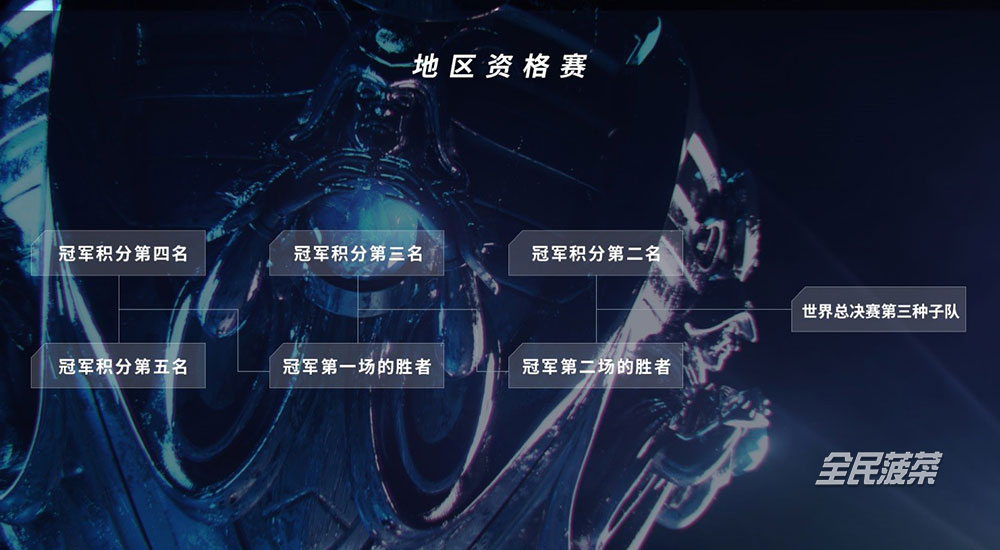 地区资格赛
冠军积分第四名
冠军积分第三名
冠军积分第二名
世界总决赛第三种子队
冠军积分第五名
冠军第一场的胜者
冠军第二场的胜者
全民菠菜